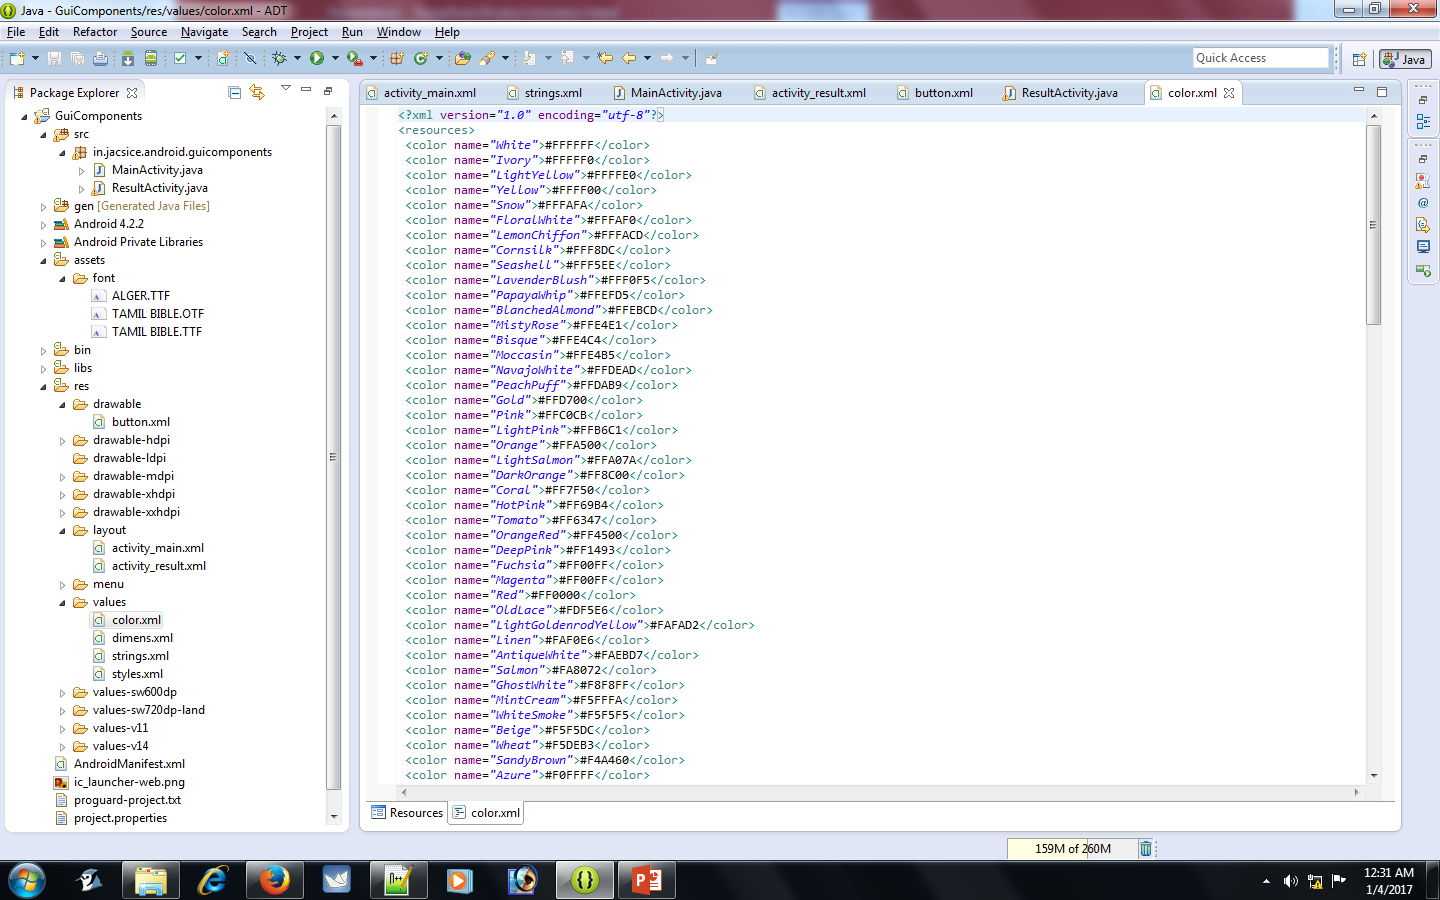 Java - GuiComponents/res/values/color.xml - ADT
File Edit Refactor Source Navigate Search Project Run Window Help
Quick Access
Java
Package Explorer
GuiComponents
src
in.jacsice.android.guicomponents
MainActivity.java
ResultActivity.java
gen [Generated Java Files]
Android 4.2.2
Android Private Libraries
assets
font
ALGER.TTF
TAMIL BIBLE.OTF
TAMIL BIBLE.TTF
bin
libs
res
drawable
button.xml
drawable-hdpi
drawable-ldpi
drawable-mdpi
drawable-xhdpi
drawable-xxhdpi
layout
activity_main.xml
activity_result.xml
menu
values
color.xml
dimens.xml
strings.xml
styles.xml
values-sw600dp
values-sw720dp-land
values-v11
values-v14
AndroidManifest.xml
ic_launcher-web.png
proguard-project.txt
project.properties
activity_main.xml strings.xml MainActivity.java activity_result.xml button.xml ResultActivity.java color.xml
<?xml version="1.0" encoding="utf-8"?>
<resources>
<color name="White">#FFFFFF</color>
<color name="Ivory">#FFFFF0</color>
<color name="LightYellow">#FFFFE0</color>
<color name="Yellow">#FFFF00</color>
<color name="Snow">#FFFAFA</color>
<color name="FloralWhite">#FFFAF0</color>
<color name="LemonChiffon">#FFFACD</color>
<color name="Cornsilk">#FFF8DC</color>
<color name="Seashell">#FFF5EE</color>
<color name="LavenderBlush">#FFF0F5</color>
<color name="PapayaWhip">#FFEFD5</color>
<color name="BlanchedAlmond">#FFEBCD</color>
<color name="MistyRose">#FFE4E1</color>
<color name="Bisque">#FFE4C4</color>
<color name="Moccasin">#FFE4B5</color>
<color name="NavajoWhite">#FFDEAD</color>
<color name="PeachPuff">#FFDAB9</color>
<color name="Gold">#FFD700</color>
<color name="Pink">#FFC0CB</color>
<color name="LightPink">#FFB6C1</color>
<color name="Orange">#FFA500</color>
<color name="LightSalmon">#FFA07A</color>
<color name="DarkOrange">#FF8C00</color>
<color name="Coral">#FF7F50</color>
<color name="HotPink">#FF69B4</color>
<color name="Tomato">#FF6347</color>
<color name="OrangeRed">#FF4500</color>
<color name="DeepPink">#FF1493</color>
<color name="Fuchsia">#FF00FF</color>
<color name="Magenta">#FF00FF</color>
<color name="Red">#FF0000</color>
<color name="OldLace">#FDF5E6</color>
<color name="LightGoldenrodYellow">#FAFAD2</color>
<color name="Linen">#FAF0E6</color>
<color name="AntiqueWhite">#FAEBD7</color>
<color name="Salmon">#FA8072</color>
<color name="GhostWhite">#F8F8FF</color>
<color name="MintCream">#F5FFFA</color>
<color name="WhiteSmoke">#F5F5F5</color>
<color name="Beige">#F5F5DC</color>
<color name="Wheat">#F5DEB3</color>
<color name="SandyBrown">#F4A460</color>
<color name="Azure">#F0FFFF</color>
Resources color.xml
159M of 260M
12:31 AM
1/4/2017